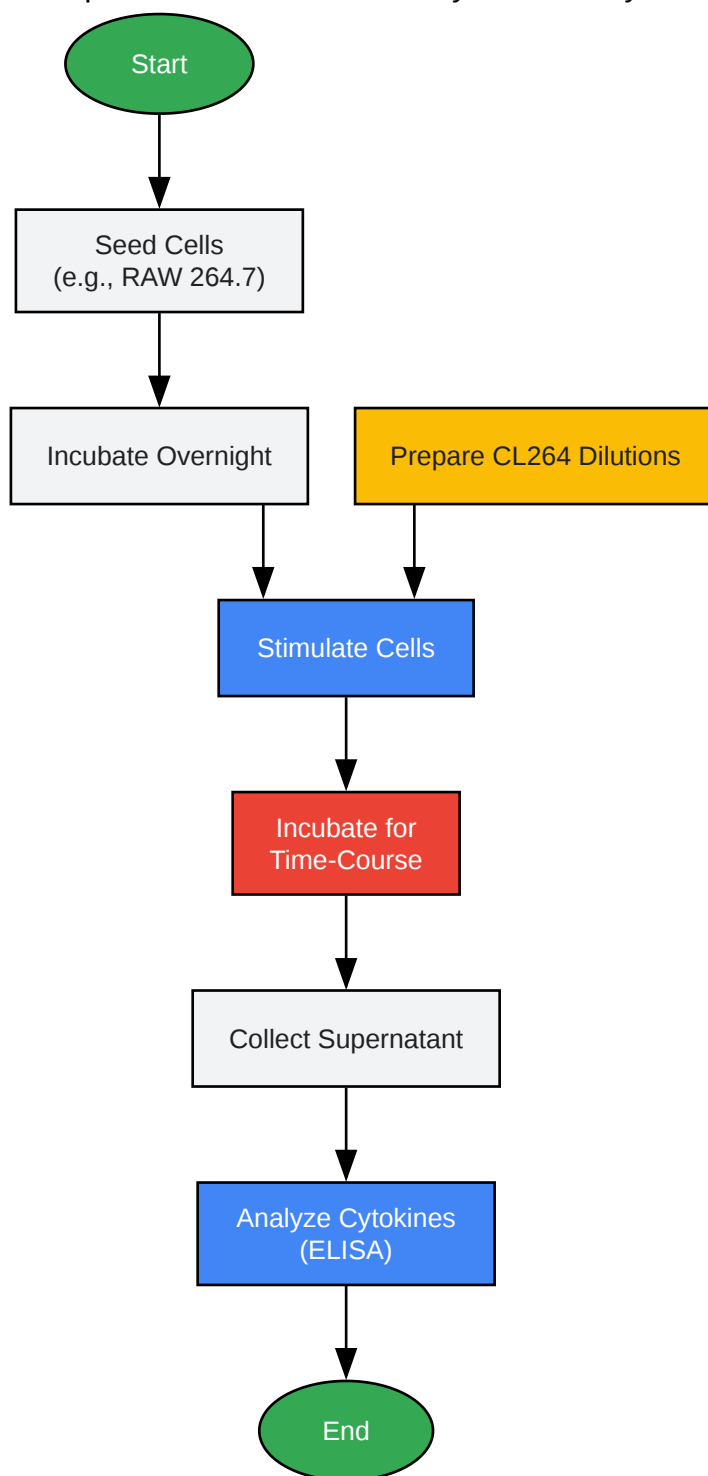 Start
Seed Cells
(e.g., RAW 264.7)
Incubate Overnight
Prepare CL264 Dilutions
Stimulate Cells
Incubate for
Time-Course
Collect Supernatant
Analyze Cytokines
(ELISA)
End